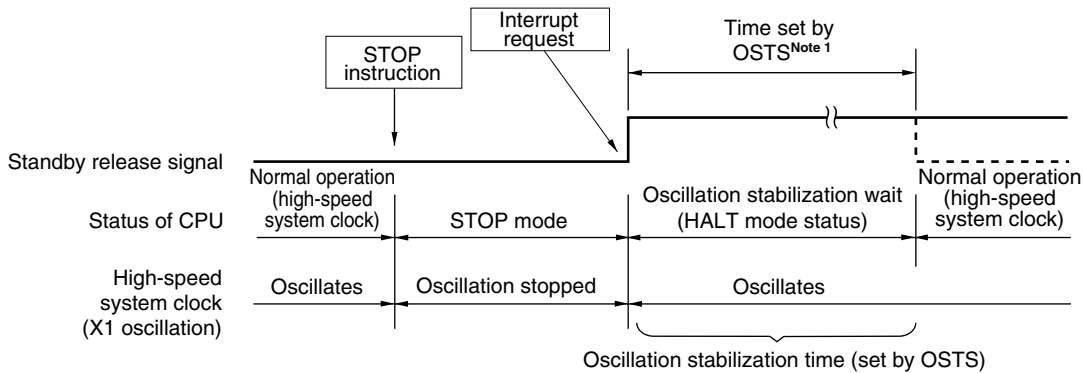 Interrupt
request
Time set by
OSTS^Note 1
STOP
instruction
Standby release signal
Normal operation
(high-speed
system clock)
Status of CPU
STOP mode
Oscillation stabilization wait
(HALT mode status)
Normal operation
(high-speed
system clock)
High-speed
system clock
(X1 oscillation)
Oscillates
Oscillation stopped
Oscillates
Oscillation stabilization time (set by OSTS)